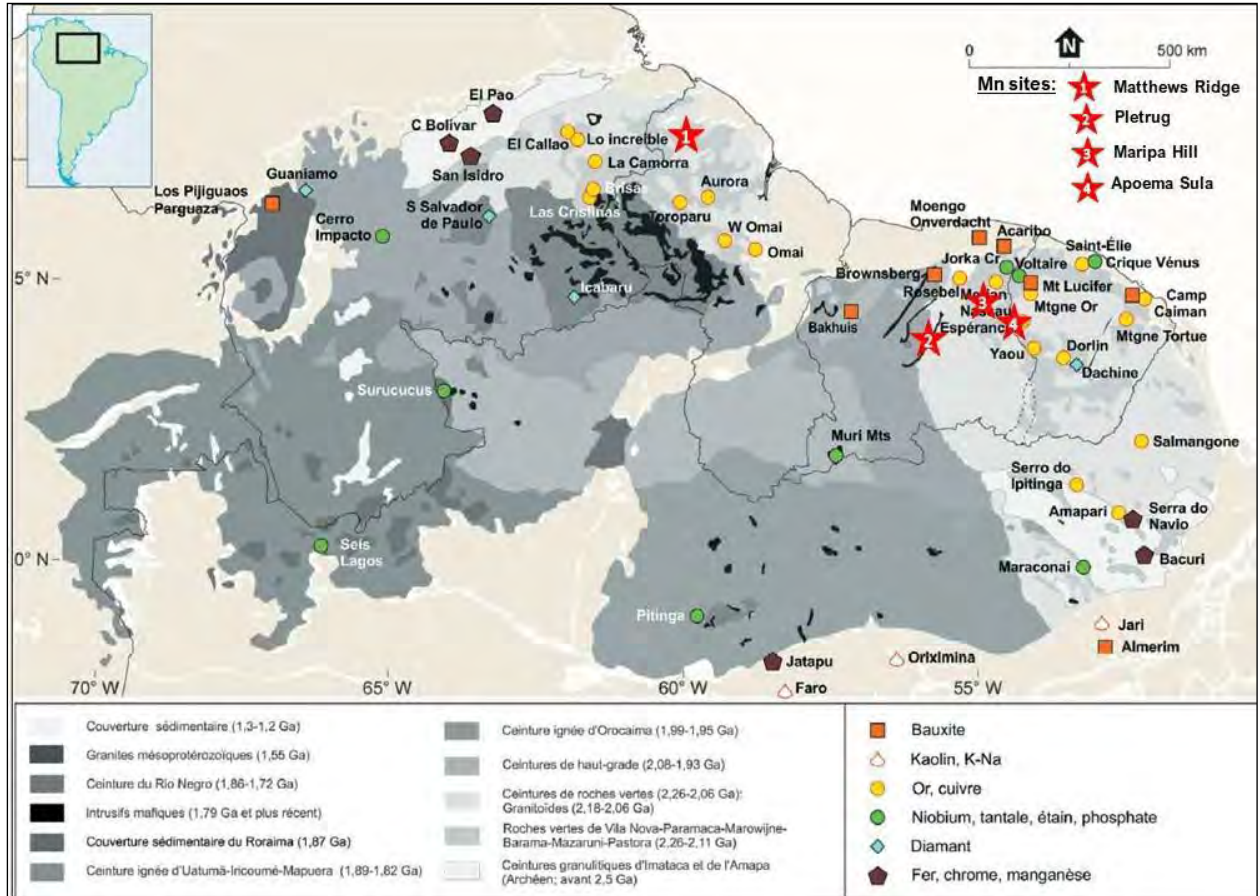 0
N
500 km
Mn sites:
1 Matthews Ridge
2 Pletrug
3 Maripa Hill
4 Apoema Sula
El Pao
C Bolivar
San Isidro
El Callao
Lo increible
La Camorra
1
Los Pijiguaos
Parguaza
Guaniamo
Cerro
Impacto
S Salvador
de Paulo
Brisas
Las Cristinas
Aurora
Toroparu
W Omai
Omai
Icabaru
Moengo
Onverdacht
Acaribo
Saint-Élie
Crique Vénus
Jorka Cr
Voltaire
Brownsberg
Rosebel
Mt Lucifer
Camp
Caiman
Mtgne Or
Nassau
3
Bakhuis
Espérance
4
2
Mtgne Tortue
Yaou
Dorlin
Dachine
5° N
Surucucus
Muri Mts
Salmangone
Serro do
Ipitinga
Amapari
Serra do
Navio
Seis
Lagos
0° N
Maraconai
Bacuri
Pitinga
Jari
Almerim
Jatapu
Oriximina
Faro
70° W
65° W
60° W
55° W
Couverture sédimentaire (1,3-1,2 Ga)
Granites mésoprotérozoïques (1,55 Ga)
Ceinture du Rio Negro (1,86-1,72 Ga)
Intrusifs mafiques (1,79 Ga et plus récent)
Couverture sédimentaire du Roraima (1,87 Ga)
Ceinture ignée d'Uatumã-Iricoumé-Mapuera (1,89-1,82 Ga)
Ceinture ignée d'Orocaima (1,99-1,95 Ga)
Ceintures de haut-grade (2,08-1,93 Ga)
Ceintures de roches vertes (2,26-2,06 Ga):
Granitoïdes (2,18-2,06 Ga)
Roches vertes de Vila Nova-Paramaca-Marowijne-
Barama-Mazaruni-Pastora (2,26-2,11 Ga)
Ceintures granulitiques d'Imataca et de l'Amapa
(Archéen; avant 2,5 Ga)
Bauxite
Kaolin, K-Na
Or, cuivre
Niobium, tantale, étain, phosphate
Diamant
Fer, chrome, manganèse